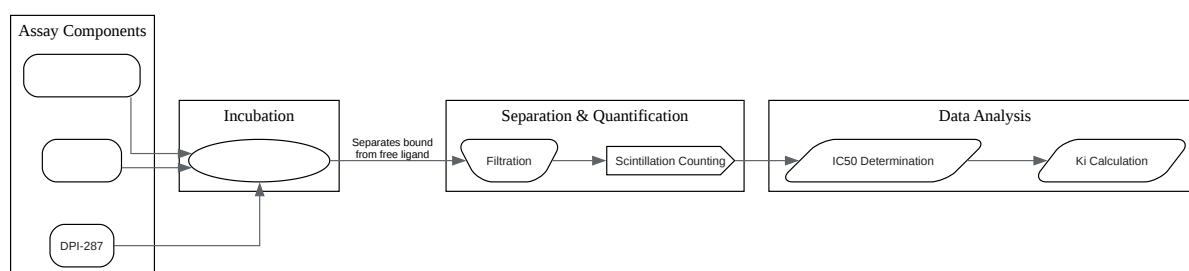 Assay Components
DPI-287
Incubation
Separates bound
from free ligand
Separation & Quantification
Filtration
Scintillation Counting
Data Analysis
IC50 Determination
Ki Calculation